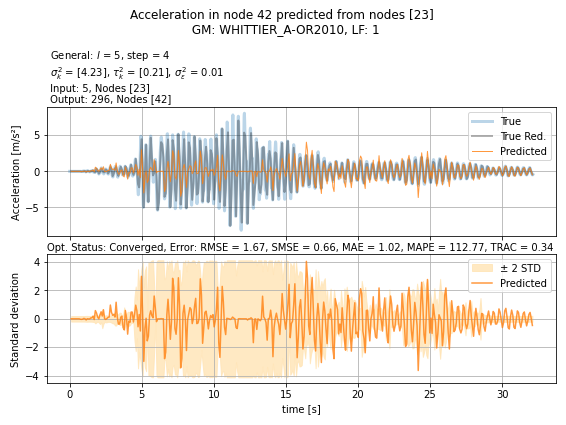 Acceleration in node 42 predicted from nodes [23]
GM: WHITTIER_A-OR2010, LF: 1
General: l = 5, step = 4
σ²ₖ = [4.23], τ²ₖ = [0.21], σ²ε = 0.01
Input: 5, Nodes [23]
Output: 296, Nodes [42]
Acceleration [m/s²]
5
0
−5
True
True Red.
Predicted
Opt. Status: Converged, Error: RMSE = 1.67, SMSE = 0.66, MAE = 1.02, MAPE = 112.77, TRAC = 0.34
Standard deviation
4
2
0
−2
−4
± 2 STD
Predicted
0 5 10 15 20 25 30
time [s]